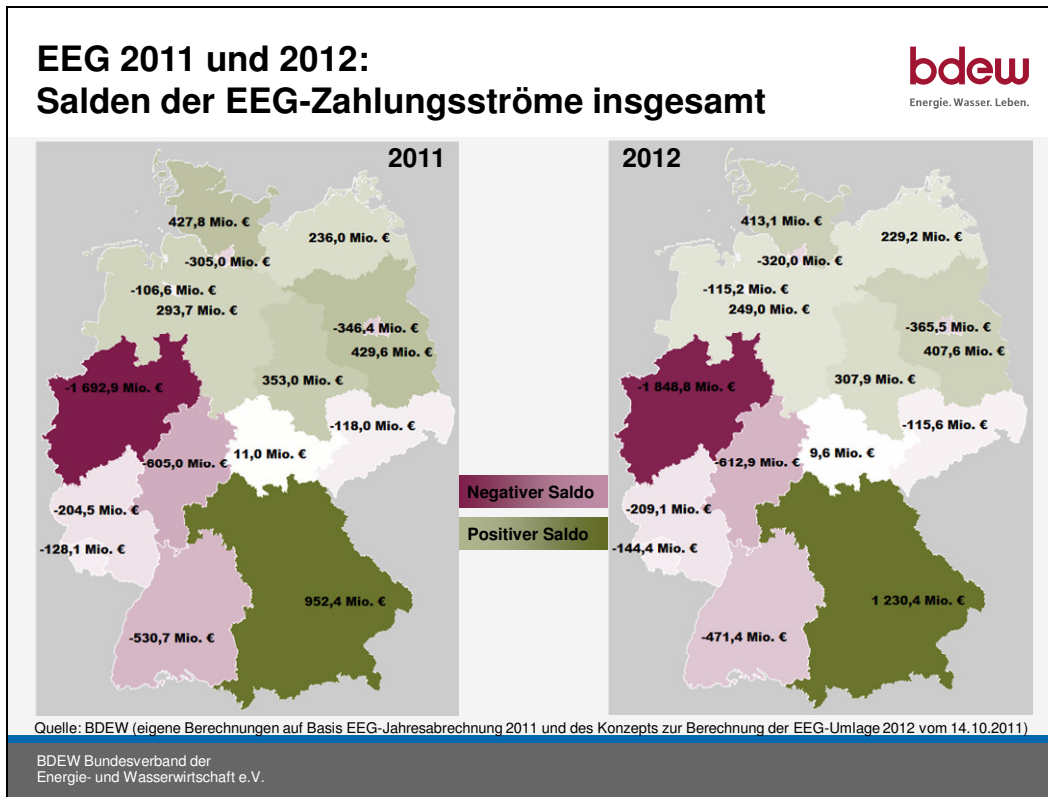 EEG 2011 und 2012:
Salden der EEG-Zahlungsströme insgesamt
bdew
Energie. Wasser. Leben.
2011
427,8 Mio. €
236,0 Mio. €
-305,0 Mio. €
-106,6 Mio. €
293,7 Mio. €
-346,4 Mio. €
429,6 Mio. €
-1 692,9 Mio. €
353,0 Mio. €
-118,0 Mio. €
11,0 Mio. €
-605,0 Mio. €
-204,5 Mio. €
-128,1 Mio. €
952,4 Mio. €
-530,7 Mio. €
Negativer Saldo
Positiver Saldo
2012
413,1 Mio. €
229,2 Mio. €
-320,0 Mio. €
-115,2 Mio. €
249,0 Mio. €
-365,5 Mio. €
407,6 Mio. €
-1 848,8 Mio. €
307,9 Mio. €
-115,6 Mio. €
9,6 Mio. €
-612,9 Mio. €
-209,1 Mio. €
-144,4 Mio. €
1 230,4 Mio. €
-471,4 Mio. €
Quelle: BDEW (eigene Berechnungen auf Basis EEG-Jahresabrechnung 2011 und des Konzepts zur Berechnung der EEG-Umlage 2012 vom 14.10.2011)
BDEW Bundesverband der
Energie- und Wasserwirtschaft e.V.